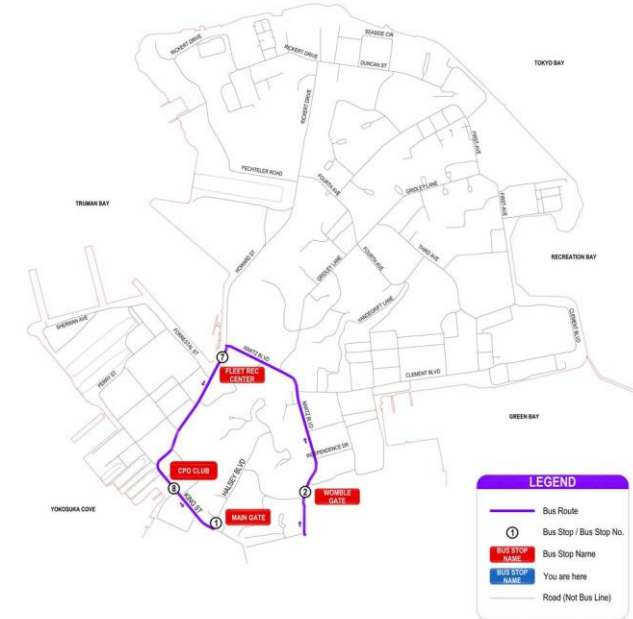 SEASIDE CIR
RICKERT DRIVE
RICKERT DRIVE
DUNCAN ST
TOKYO BAY
RICKERT DRIVE
FIRST AVE
FECHTELER ROAD
FOURTH AVE
GRIDLEY LANE
FIRST AVE
TRUMAN BAY
HOWARD ST
GRIDLEY LANE
FOURTH AVE
THIRD AVE
RECREATION BAY
VANDEGRIFT LANE
SHERMAN AVE
FORRESTAL ST
CLEMENT BLVD
NIMITZ BLVD
7
FLEET REC
CENTER
PERRY ST
CLEMENT BLVD
NIMITZ BLVD
GREEN BAY
INDEPENDENCE DR
CPO CLUB
HALSEY BLVD
8
KING ST
2
WOMBLE
GATE
YOKOSUKA COVE
1
MAIN GATE
LEGEND
Bus Route
1
Bus Stop / Bus Stop No.
BUS STOP
NAME
Bus Stop Name
BUS STOP
NAME
You are here
Road (Not Bus Line)